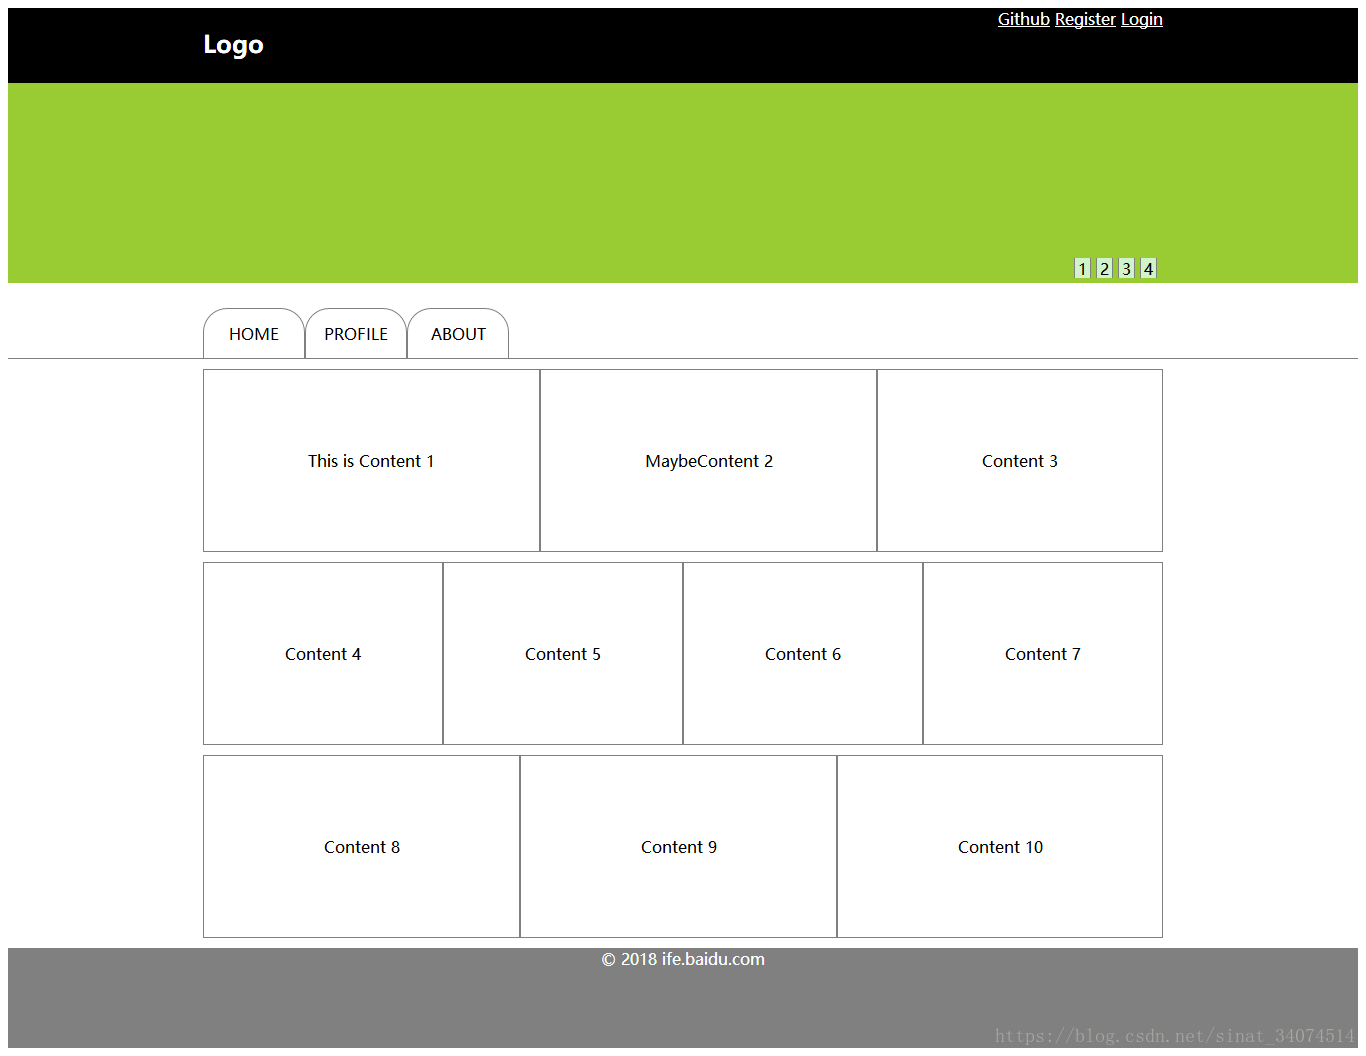 Github Register Login
Logo
1 2 3 4
HOME PROFILE ABOUT
This is Content 1 MaybeContent 2 Content 3
Content 4 Content 5 Content 6 Content 7
Content 8 Content 9 Content 10
© 2018 ife.baidu.com
https://blog.csdn.net/sinat_34074514